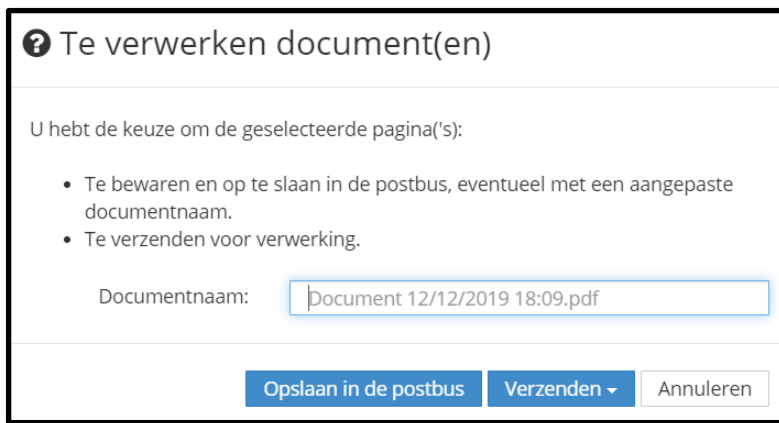 Te verwerken document(en)
U hebt de keuze om de geselecteerde pagina('s):
• Te bewaren en op te slaan in de postbus, eventueel met een aangepaste
documentnaam.
• Te verzenden voor verwerking.
Documentnaam: Document 12/12/2019 18:09.pdf
Opslaan in de postbus Verzenden Annuleren